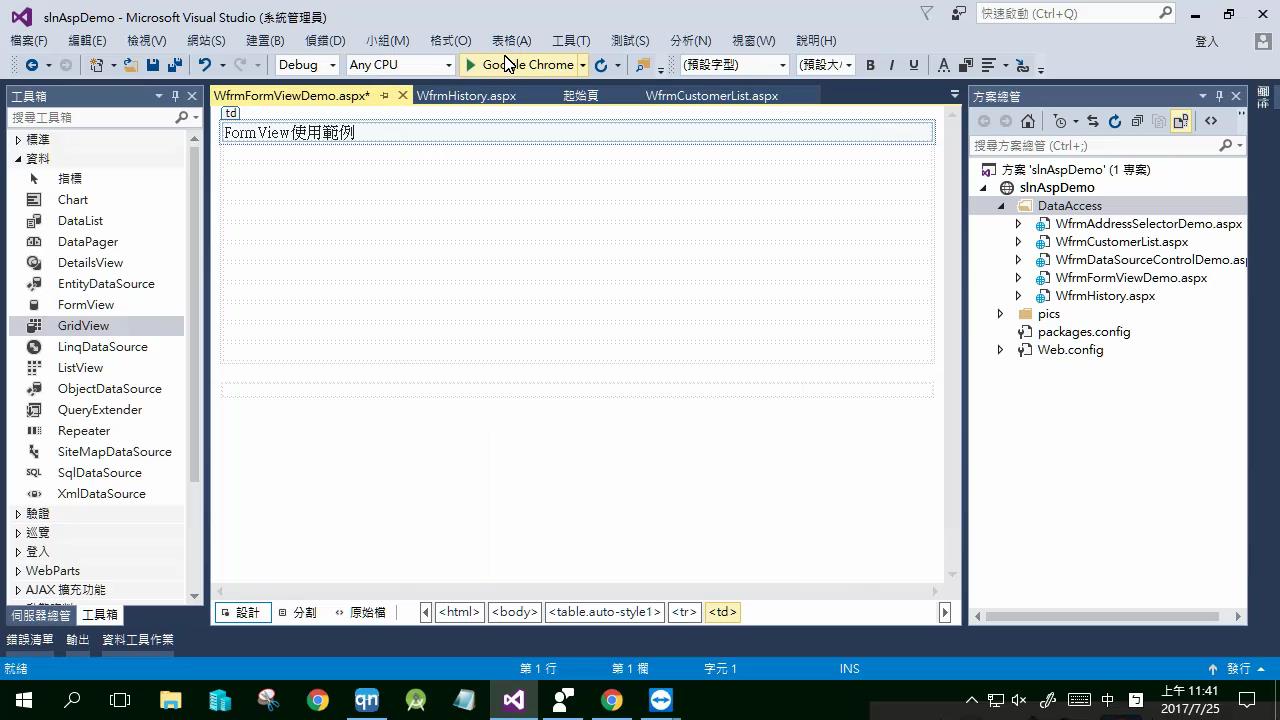 slnAspDemo - Microsoft Visual Studio (系統管理員)
快速啟動 (Ctrl+Q)
檔案(F) 編輯(E) 檢視(V) 網站(S) 建置(B) 偵錯(D) 小組(M) 格式(O) 表格(A) 工具(T) 測試(S) 分析(N) 視窗(W) 說明(H) 登入
Debug Any CPU Google Chrome (預設字型) (預設大 B I U A
工具箱
WfrmFormViewDemo.aspx* WfrmHistory.aspx 起始頁 WfrmCustomerList.aspx
方案總管
搜尋工具箱
標準
資料
指標
Chart
DataList
DataPager
DetailsView
EntityDataSource
FormView
GridView
LinqDataSource
ListView
ObjectDataSource
QueryExtender
Repeater
SiteMapDataSource
SQL SqlDataSource
XmlDataSource
驗證
巡覽
登入
WebParts
AJAX 擴充功能
伺服器總管 工具箱
td
FormView使用範例
設計 分割 原始檔 <html> <body> <table.auto-style1> <tr> <td>
搜尋方案總管 (Ctrl+;)
方案 'slnAspDemo' (1 專案)
slnAspDemo
DataAccess
WfrmAddressSelectorDemo.aspx
WfrmCustomerList.aspx
WfrmDataSourceControlDemo.asp
WfrmFormViewDemo.aspx
WfrmHistory.aspx
pics
packages.config
Web.config
錯誤清單 輸出 資料工具作業
就緒 第 1 行 第 1 欄 字元 1 INS 發行
qn 中
上午 11:41
2017/7/25